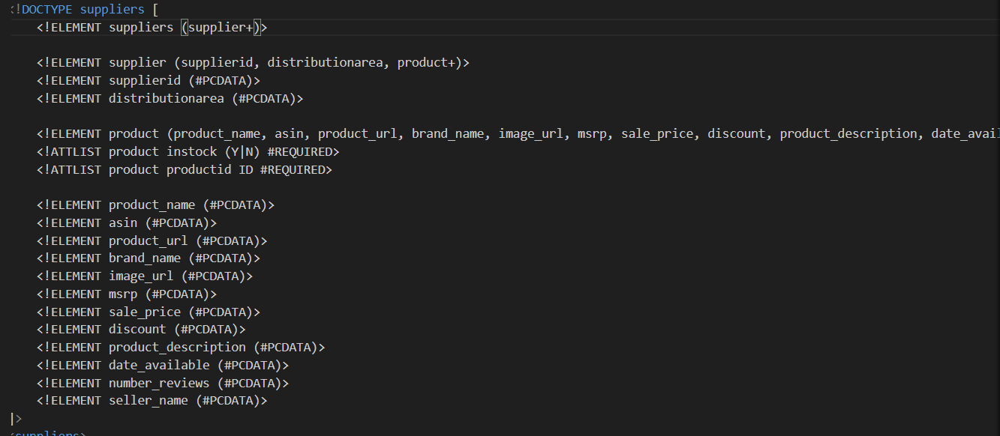 <!DOCTYPE suppliers [
<!ELEMENT suppliers (supplier+)>
<!ELEMENT supplier (supplierid, distributionarea, product+)>
<!ELEMENT supplierid (#PCDATA)>
<!ELEMENT distributionarea (#PCDATA)>
<!ELEMENT product (product_name, asin, product_url, brand_name, image_url, msrp, sale_price, discount, product_description, date_avail
<!ATTLIST product instock (Y|N) #REQUIRED>
<!ATTLIST product productid ID #REQUIRED>
<!ELEMENT product_name (#PCDATA)>
<!ELEMENT asin (#PCDATA)>
<!ELEMENT product_url (#PCDATA)>
<!ELEMENT brand_name (#PCDATA)>
<!ELEMENT image_url (#PCDATA)>
<!ELEMENT msrp (#PCDATA)>
<!ELEMENT sale_price (#PCDATA)>
<!ELEMENT discount (#PCDATA)>
<!ELEMENT product_description (#PCDATA)>
<!ELEMENT date_available (#PCDATA)>
<!ELEMENT number_reviews (#PCDATA)>
<!ELEMENT seller_name (#PCDATA)>
]>
<suppliers>